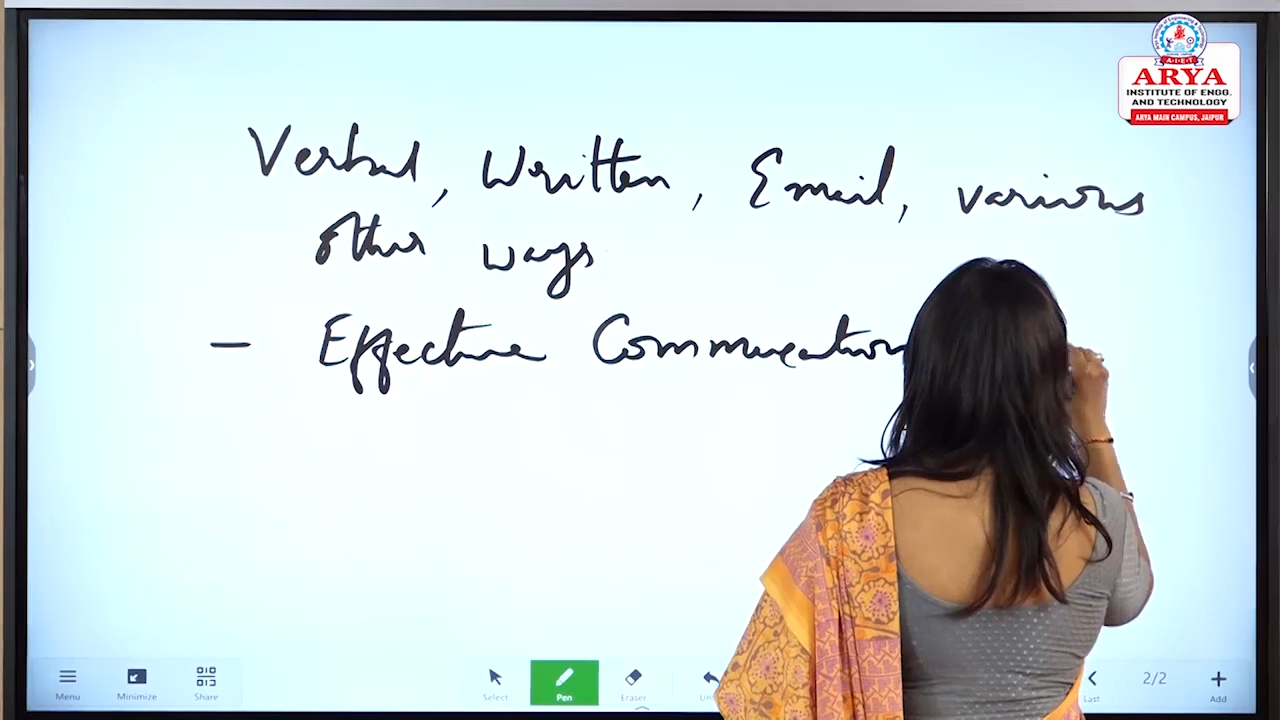 ARYA
INSTITUTE OF ENGG.
AND TECHNOLOGY
ARYA MAIN CAMPUS, JAIPUR
A.I.E.T.
Verbal, Written, Email, various
other ways
— Effective Communication
Menu
Minimize
Share
Select
Pen
Eraser
Last
2/2
Add